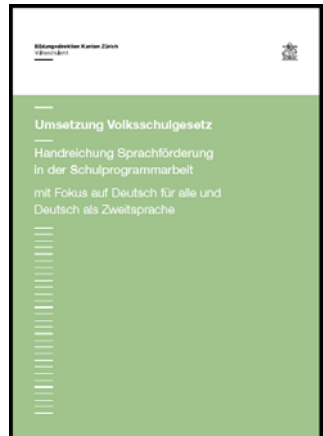 Bildungsdirektion Kanton Zürich
Volksschulamt
Umsetzung Volksschulgesetz
Handreichung Sprachförderung
in der Schulprogrammarbeit
mit Fokus auf Deutsch für alle und
Deutsch als Zweitsprache